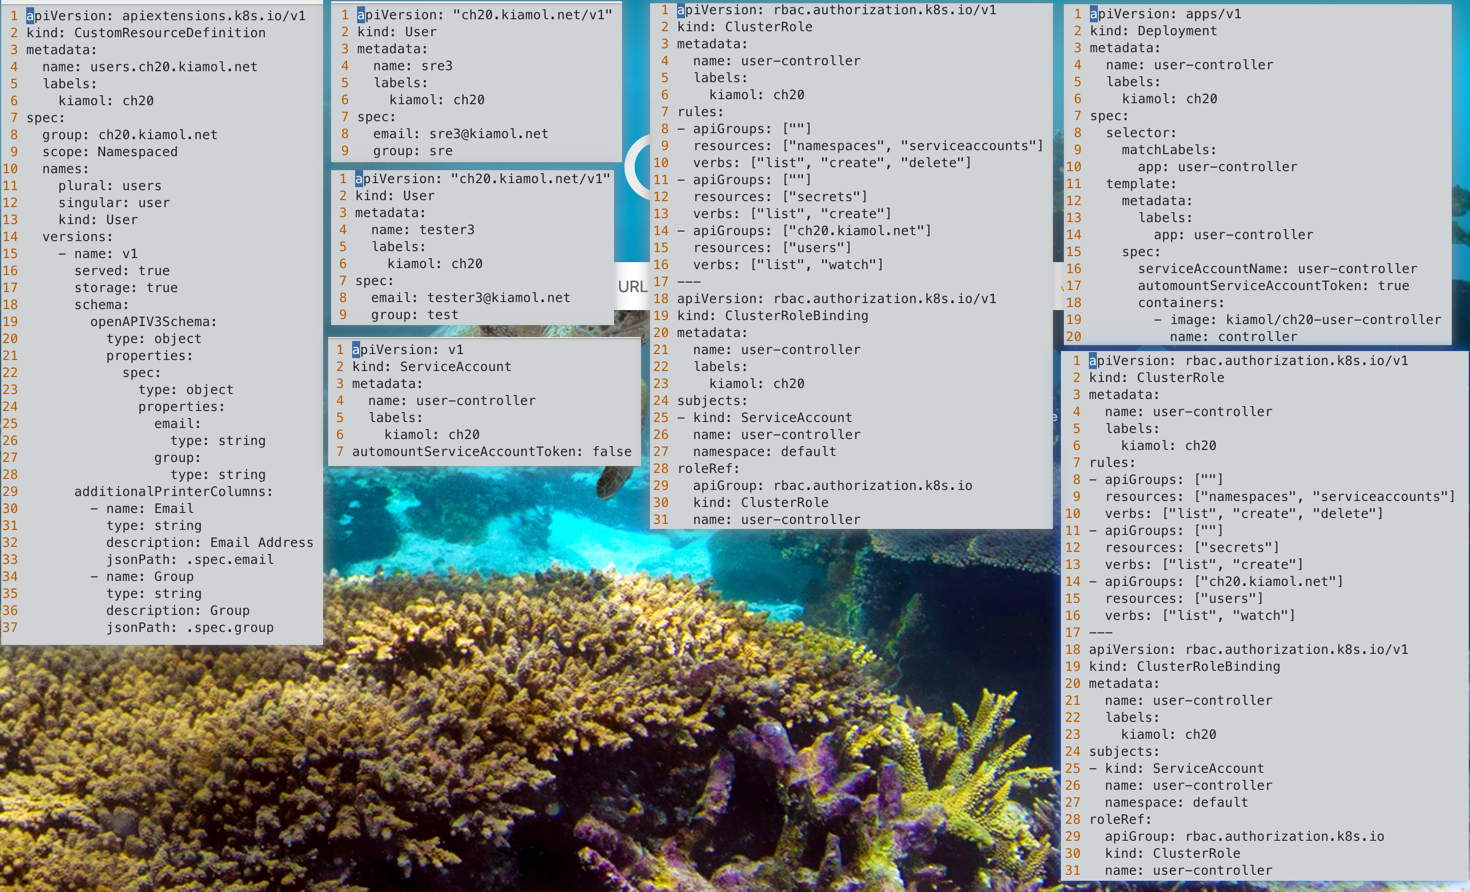 1 apiVersion: apiextensions.k8s.io/v1
2 kind: CustomResourceDefinition
3 metadata:
4   name: users.ch20.kiamol.net
5   labels:
6     kiamol: ch20
7 spec:
8   group: ch20.kiamol.net
9   scope: Namespaced
10   names:
11     plural: users
12     singular: user
13     kind: User
14   versions:
15     - name: v1
16       served: true
17       storage: true
18       schema:
19         openAPIV3Schema:
20           type: object
21           properties:
22             spec:
23               type: object
24               properties:
25                 email:
26                   type: string
27                 group:
28                   type: string
29       additionalPrinterColumns:
30         - name: Email
31           type: string
32           description: Email Address
33           jsonPath: .spec.email
34         - name: Group
35           type: string
36           description: Group
37           jsonPath: .spec.group
1 apiVersion: "ch20.kiamol.net/v1"
2 kind: User
3 metadata:
4   name: sre3
5   labels:
6     kiamol: ch20
7 spec:
8   email: sre3@kiamol.net
9   group: sre
1 apiVersion: "ch20.kiamol.net/v1"
2 kind: User
3 metadata:
4   name: tester3
5   labels:
6     kiamol: ch20
7 spec:
8   email: tester3@kiamol.net
9   group: test
1 apiVersion: v1
2 kind: ServiceAccount
3 metadata:
4   name: user-controller
5   labels:
6     kiamol: ch20
7 automountServiceAccountToken: false
URL
1 apiVersion: rbac.authorization.k8s.io/v1
2 kind: ClusterRole
3 metadata:
4   name: user-controller
5   labels:
6     kiamol: ch20
7 rules:
8 - apiGroups: [""]
9   resources: ["namespaces", "serviceaccounts"]
10   verbs: ["list", "create", "delete"]
11 - apiGroups: [""]
12   resources: ["secrets"]
13   verbs: ["list", "create"]
14 - apiGroups: ["ch20.kiamol.net"]
15   resources: ["users"]
16   verbs: ["list", "watch"]
17 ---
18 apiVersion: rbac.authorization.k8s.io/v1
19 kind: ClusterRoleBinding
20 metadata:
21   name: user-controller
22   labels:
23     kiamol: ch20
24 subjects:
25 - kind: ServiceAccount
26   name: user-controller
27   namespace: default
28 roleRef:
29   apiGroup: rbac.authorization.k8s.io
30   kind: ClusterRole
31   name: user-controller
1 apiVersion: apps/v1
2 kind: Deployment
3 metadata:
4   name: user-controller
5   labels:
6     kiamol: ch20
7 spec:
8   selector:
9     matchLabels:
10       app: user-controller
11   template:
12     metadata:
13       labels:
14         app: user-controller
15     spec:
16       serviceAccountName: user-controller
17       automountServiceAccountToken: true
18       containers:
19         - image: kiamol/ch20-user-controller
20           name: controller
1 apiVersion: rbac.authorization.k8s.io/v1
2 kind: ClusterRole
3 metadata:
4   name: user-controller
5   labels:
6     kiamol: ch20
7 rules:
8 - apiGroups: [""]
9   resources: ["namespaces", "serviceaccounts"]
10   verbs: ["list", "create", "delete"]
11 - apiGroups: [""]
12   resources: ["secrets"]
13   verbs: ["list", "create"]
14 - apiGroups: ["ch20.kiamol.net"]
15   resources: ["users"]
16   verbs: ["list", "watch"]
17 ---
18 apiVersion: rbac.authorization.k8s.io/v1
19 kind: ClusterRoleBinding
20 metadata:
21   name: user-controller
22   labels:
23     kiamol: ch20
24 subjects:
25 - kind: ServiceAccount
26   name: user-controller
27   namespace: default
28 roleRef:
29   apiGroup: rbac.authorization.k8s.io
30   kind: ClusterRole
31   name: user-controller